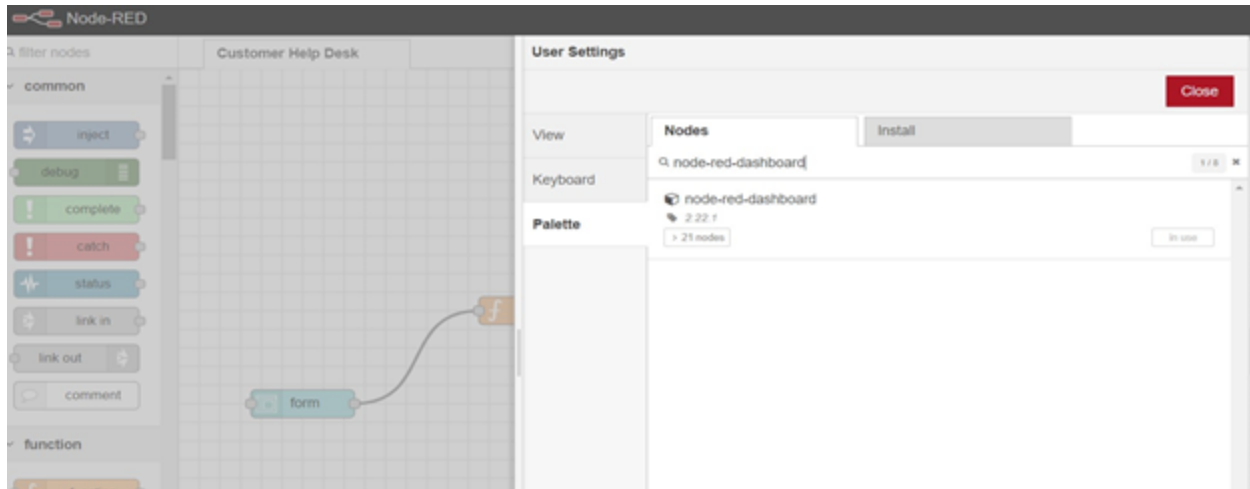 Node-RED
filter nodes
Customer Help Desk
User Settings
common
Close
inject
View
Nodes
Install
node-red-dashboard
debug
Keyboard
node-red-dashboard
complete
2.22.1
Palette
> 21 nodes
in use
catch
status
link in
link out
comment
form
function